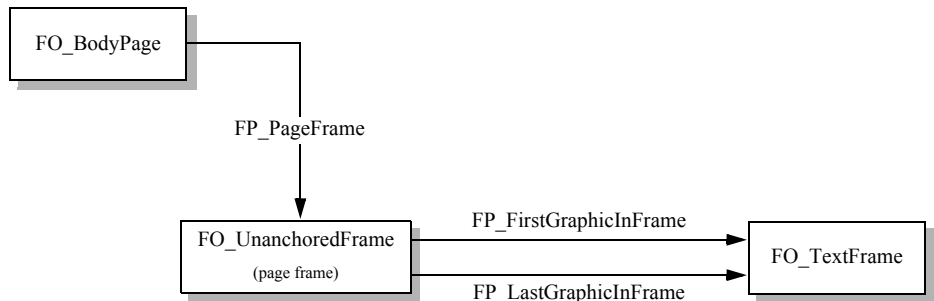 FO_BodyPage
FP_PageFrame
FP_FirstGraphicInFrame
FO_UnanchoredFrame
(page frame)
FO_TextFrame
FP_LastGraphicInFrame